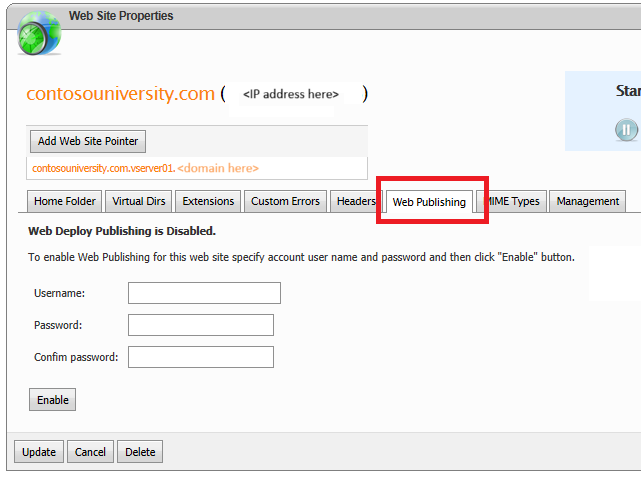 Web Site Properties
contosouniversity.com ( <IP address here> )
Add Web Site Pointer
contosouniversity.com.vserver01. <domain here>
Home Folder Virtual Dirs Extensions Custom Errors Headers Web Publishing MIME Types Management
Web Deploy Publishing is Disabled.
To enable Web Publishing for this web site specify account user name and password and then click "Enable" button.
Username:
Password:
Confim password:
Enable
Update Cancel Delete